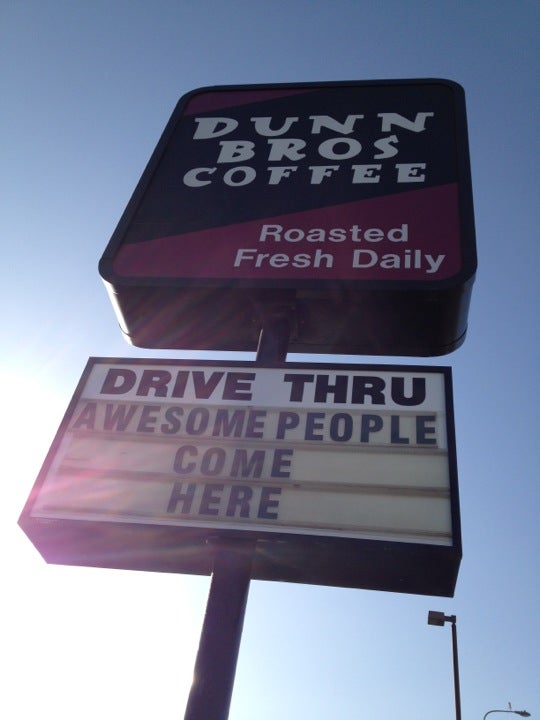 DUNN
BROS
COFFEE
Roasted
Fresh Daily
DRIVE THRU
AWESOME PEOPLE
COME
HERE